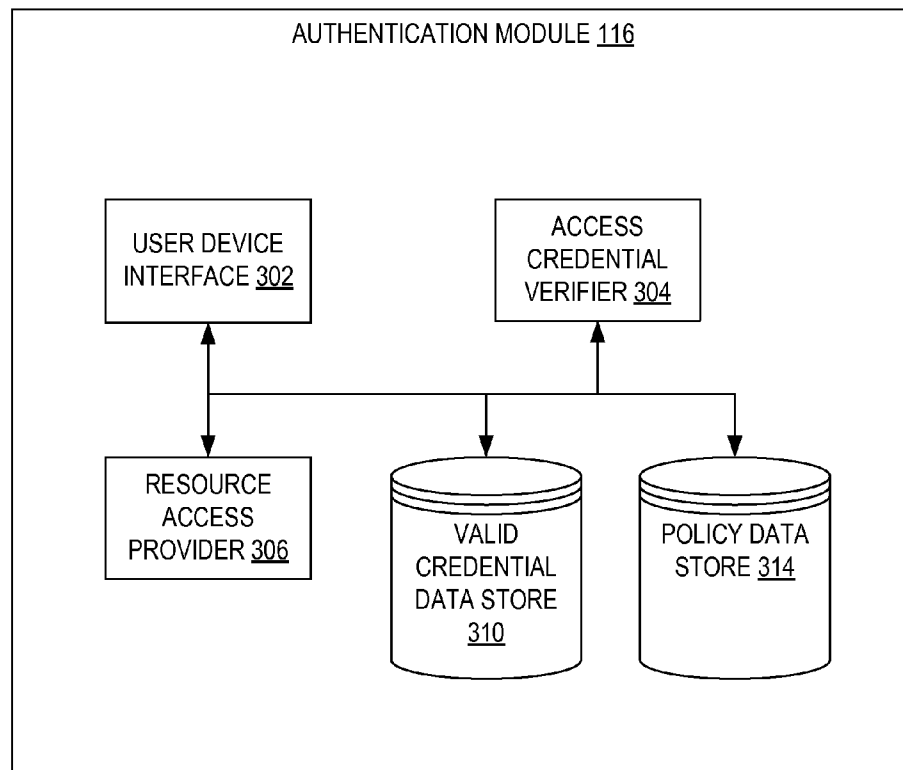 AUTHENTICATION MODULE 116
USER DEVICE
INTERFACE 302
ACCESS
CREDENTIAL
VERIFIER 304
RESOURCE
ACCESS
PROVIDER 306
VALID
CREDENTIAL
DATA STORE
310
POLICY DATA
STORE 314